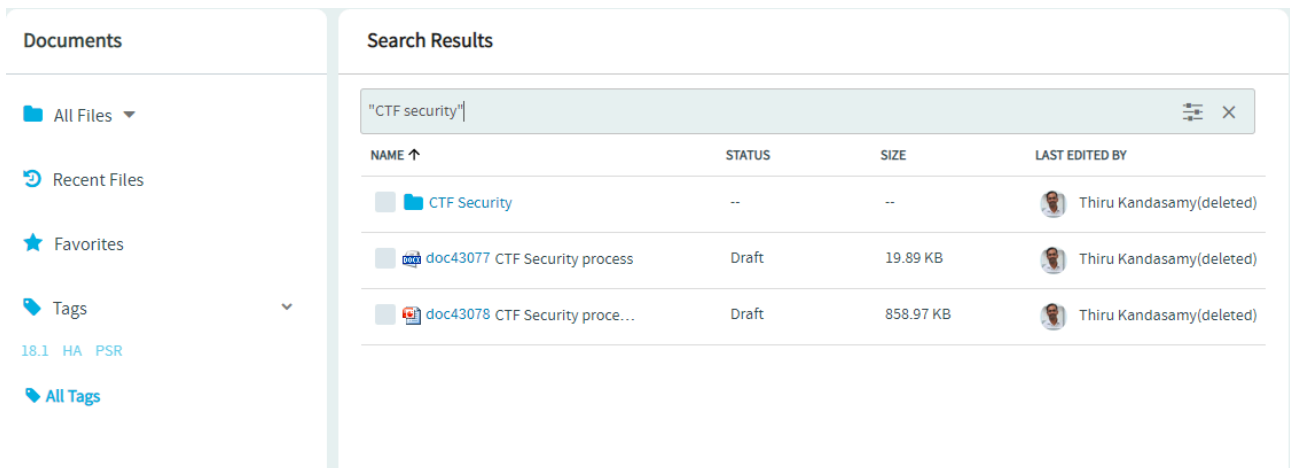 Documents
All Files
Recent Files
Favorites
Tags
18.1 HA PSR
All Tags
Search Results
"CTF security"
NAME STATUS SIZE LAST EDITED BY
CTF Security -- -- Thiru Kandasamy(deleted)
doc43077 CTF Security process Draft 19.89 KB Thiru Kandasamy(deleted)
doc43078 CTF Security proce... Draft 858.97 KB Thiru Kandasamy(deleted)